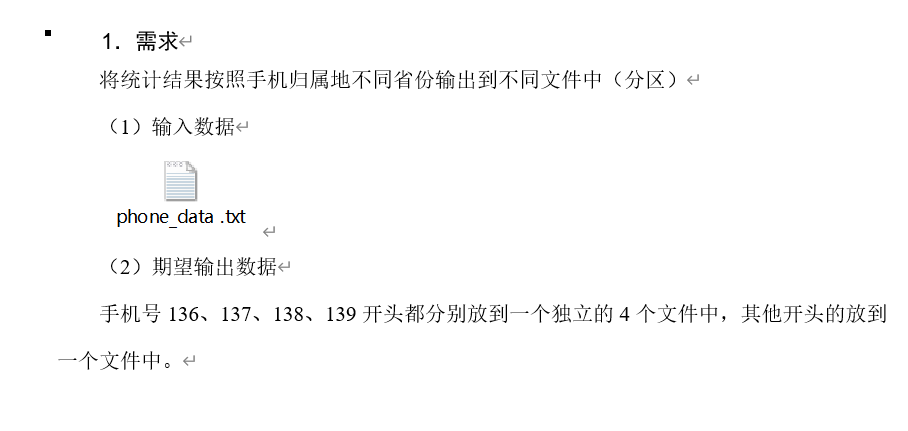 1. 需求
将统计结果按照手机归属地不同省份输出到不同文件中（分区）
（1）输入数据
phone_data .txt
（2）期望输出数据
手机号 136、137、138、139 开头都分别放到一个独立的 4 个文件中，其他开头的放到
一个文件中。